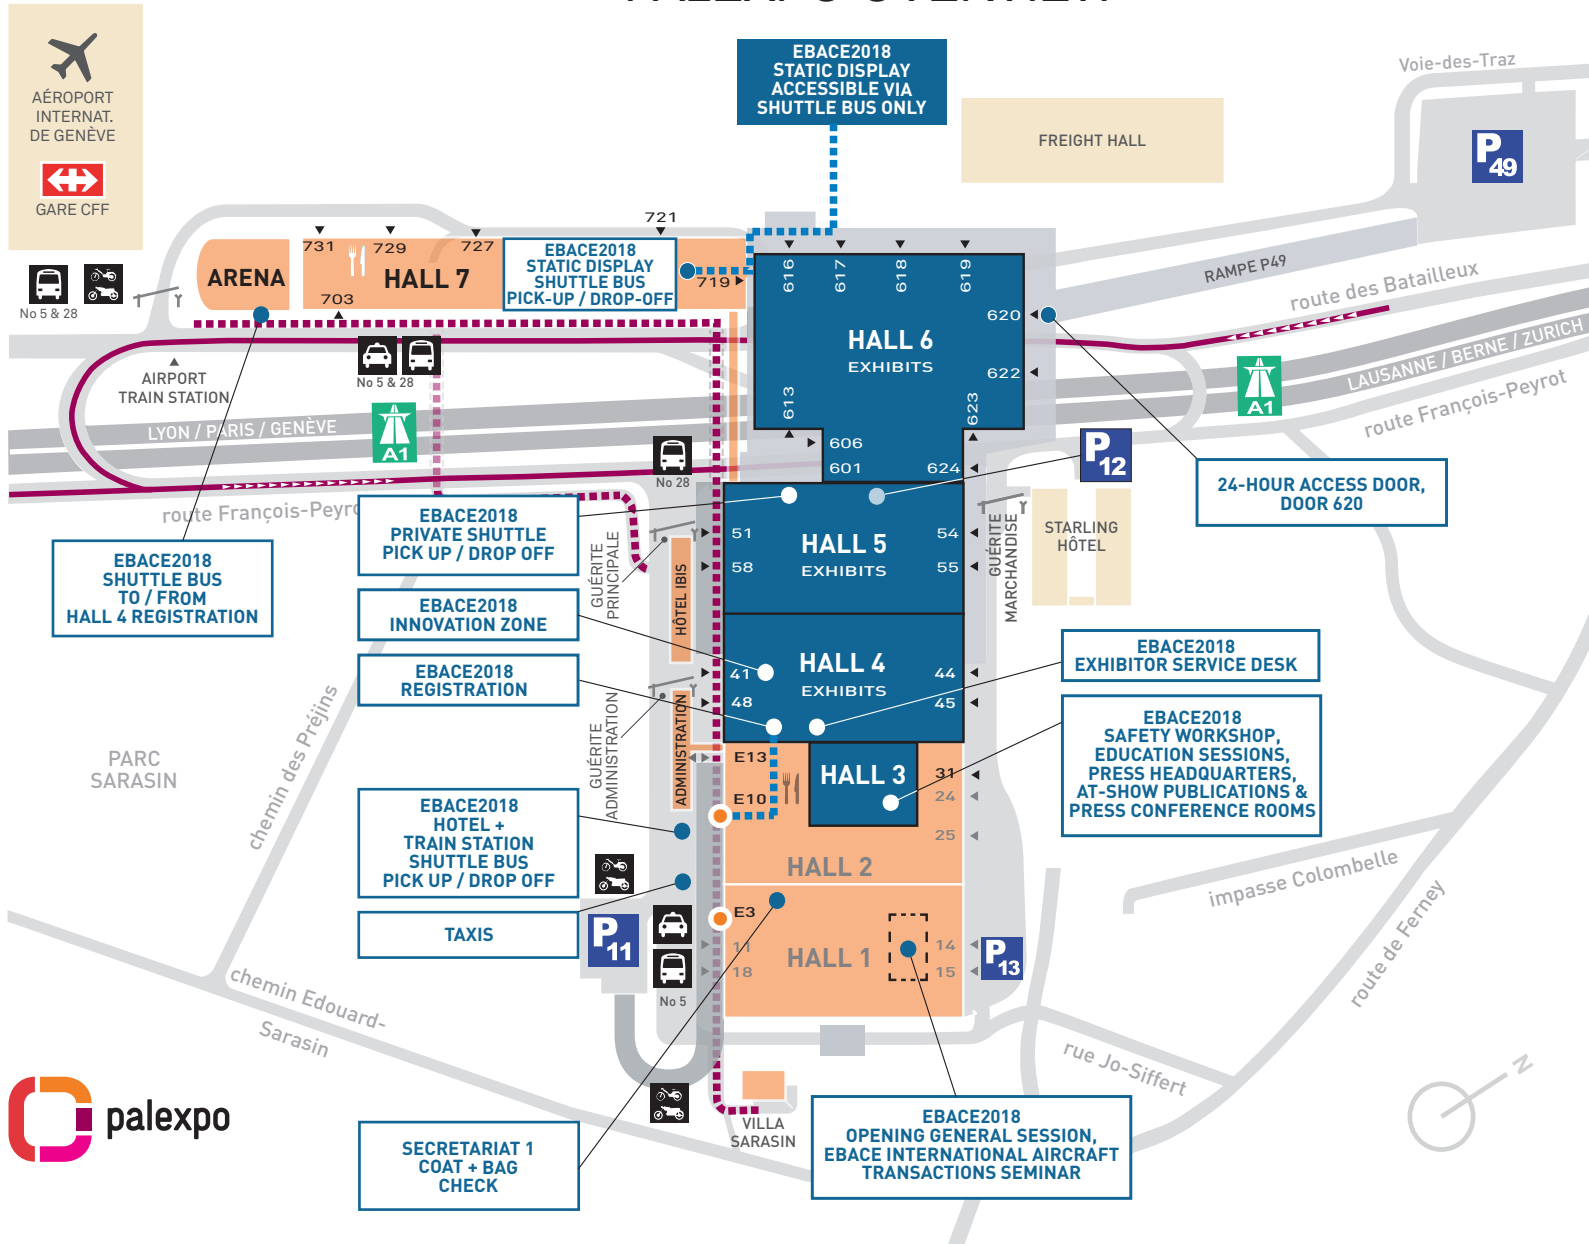 PALEXPO OVERVIEW
AÉROPORT
INTERNAT.
DE GENÈVE
GARE CFF
EBACE2018
STATIC DISPLAY
ACCESSIBLE VIA
SHUTTLE BUS ONLY
FREIGHT HALL
Voie-des-Traz
P49
RAMPE P49
route des Batailleux
LAUSANNE / BERNE / ZURICH
route François-Peyrot
A1
No 5 & 28
ARENA
731
729
727
721
703
HALL 7
719
EBACE2018
STATIC DISPLAY
SHUTTLE BUS
PICK-UP / DROP-OFF
616
617
618
619
620
622
623
613
606
601
624
HALL 6
EXHIBITS
AIRPORT
TRAIN STATION
No 5 & 28
LYON / PARIS / GENÈVE
A1
No 28
P12
24-HOUR ACCESS DOOR,
DOOR 620
route François-Peyro
EBACE2018
PRIVATE SHUTTLE
PICK UP / DROP OFF
EBACE2018
SHUTTLE BUS
TO / FROM
HALL 4 REGISTRATION
GUÉRITE
PRINCIPALE
HÔTEL IBIS
51
58
HALL 5
EXHIBITS
54
55
GUÉRITE
MARCHANDISE
STARLING
HÔTEL
EBACE2018
INNOVATION ZONE
EBACE2018
REGISTRATION
41
48
HALL 4
EXHIBITS
44
45
EBACE2018
EXHIBITOR SERVICE DESK
GUÉRITE
ADMINISTRATION
ADMINISTRATION
PARC
SARASIN
chemin des Préjins
EBACE2018
SAFETY WORKSHOP,
EDUCATION SESSIONS,
PRESS HEADQUARTERS,
AT-SHOW PUBLICATIONS &
PRESS CONFERENCE ROOMS
E13
E10
HALL 3
31
24
25
HALL 2
EBACE2018
HOTEL +
TRAIN STATION
SHUTTLE BUS
PICK UP / DROP OFF
TAXIS
P11
No 5
E3
11
18
HALL 1
14
15
P13
impasse Colombelle
route de Ferney
chemin Edouard-
Sarasin
rue Jo-Siffert
N
palexpo
SECRETARIAT 1
COAT + BAG
CHECK
VILLA
SARASIN
EBACE2018
OPENING GENERAL SESSION,
EBACE INTERNATIONAL AIRCRAFT
TRANSACTIONS SEMINAR